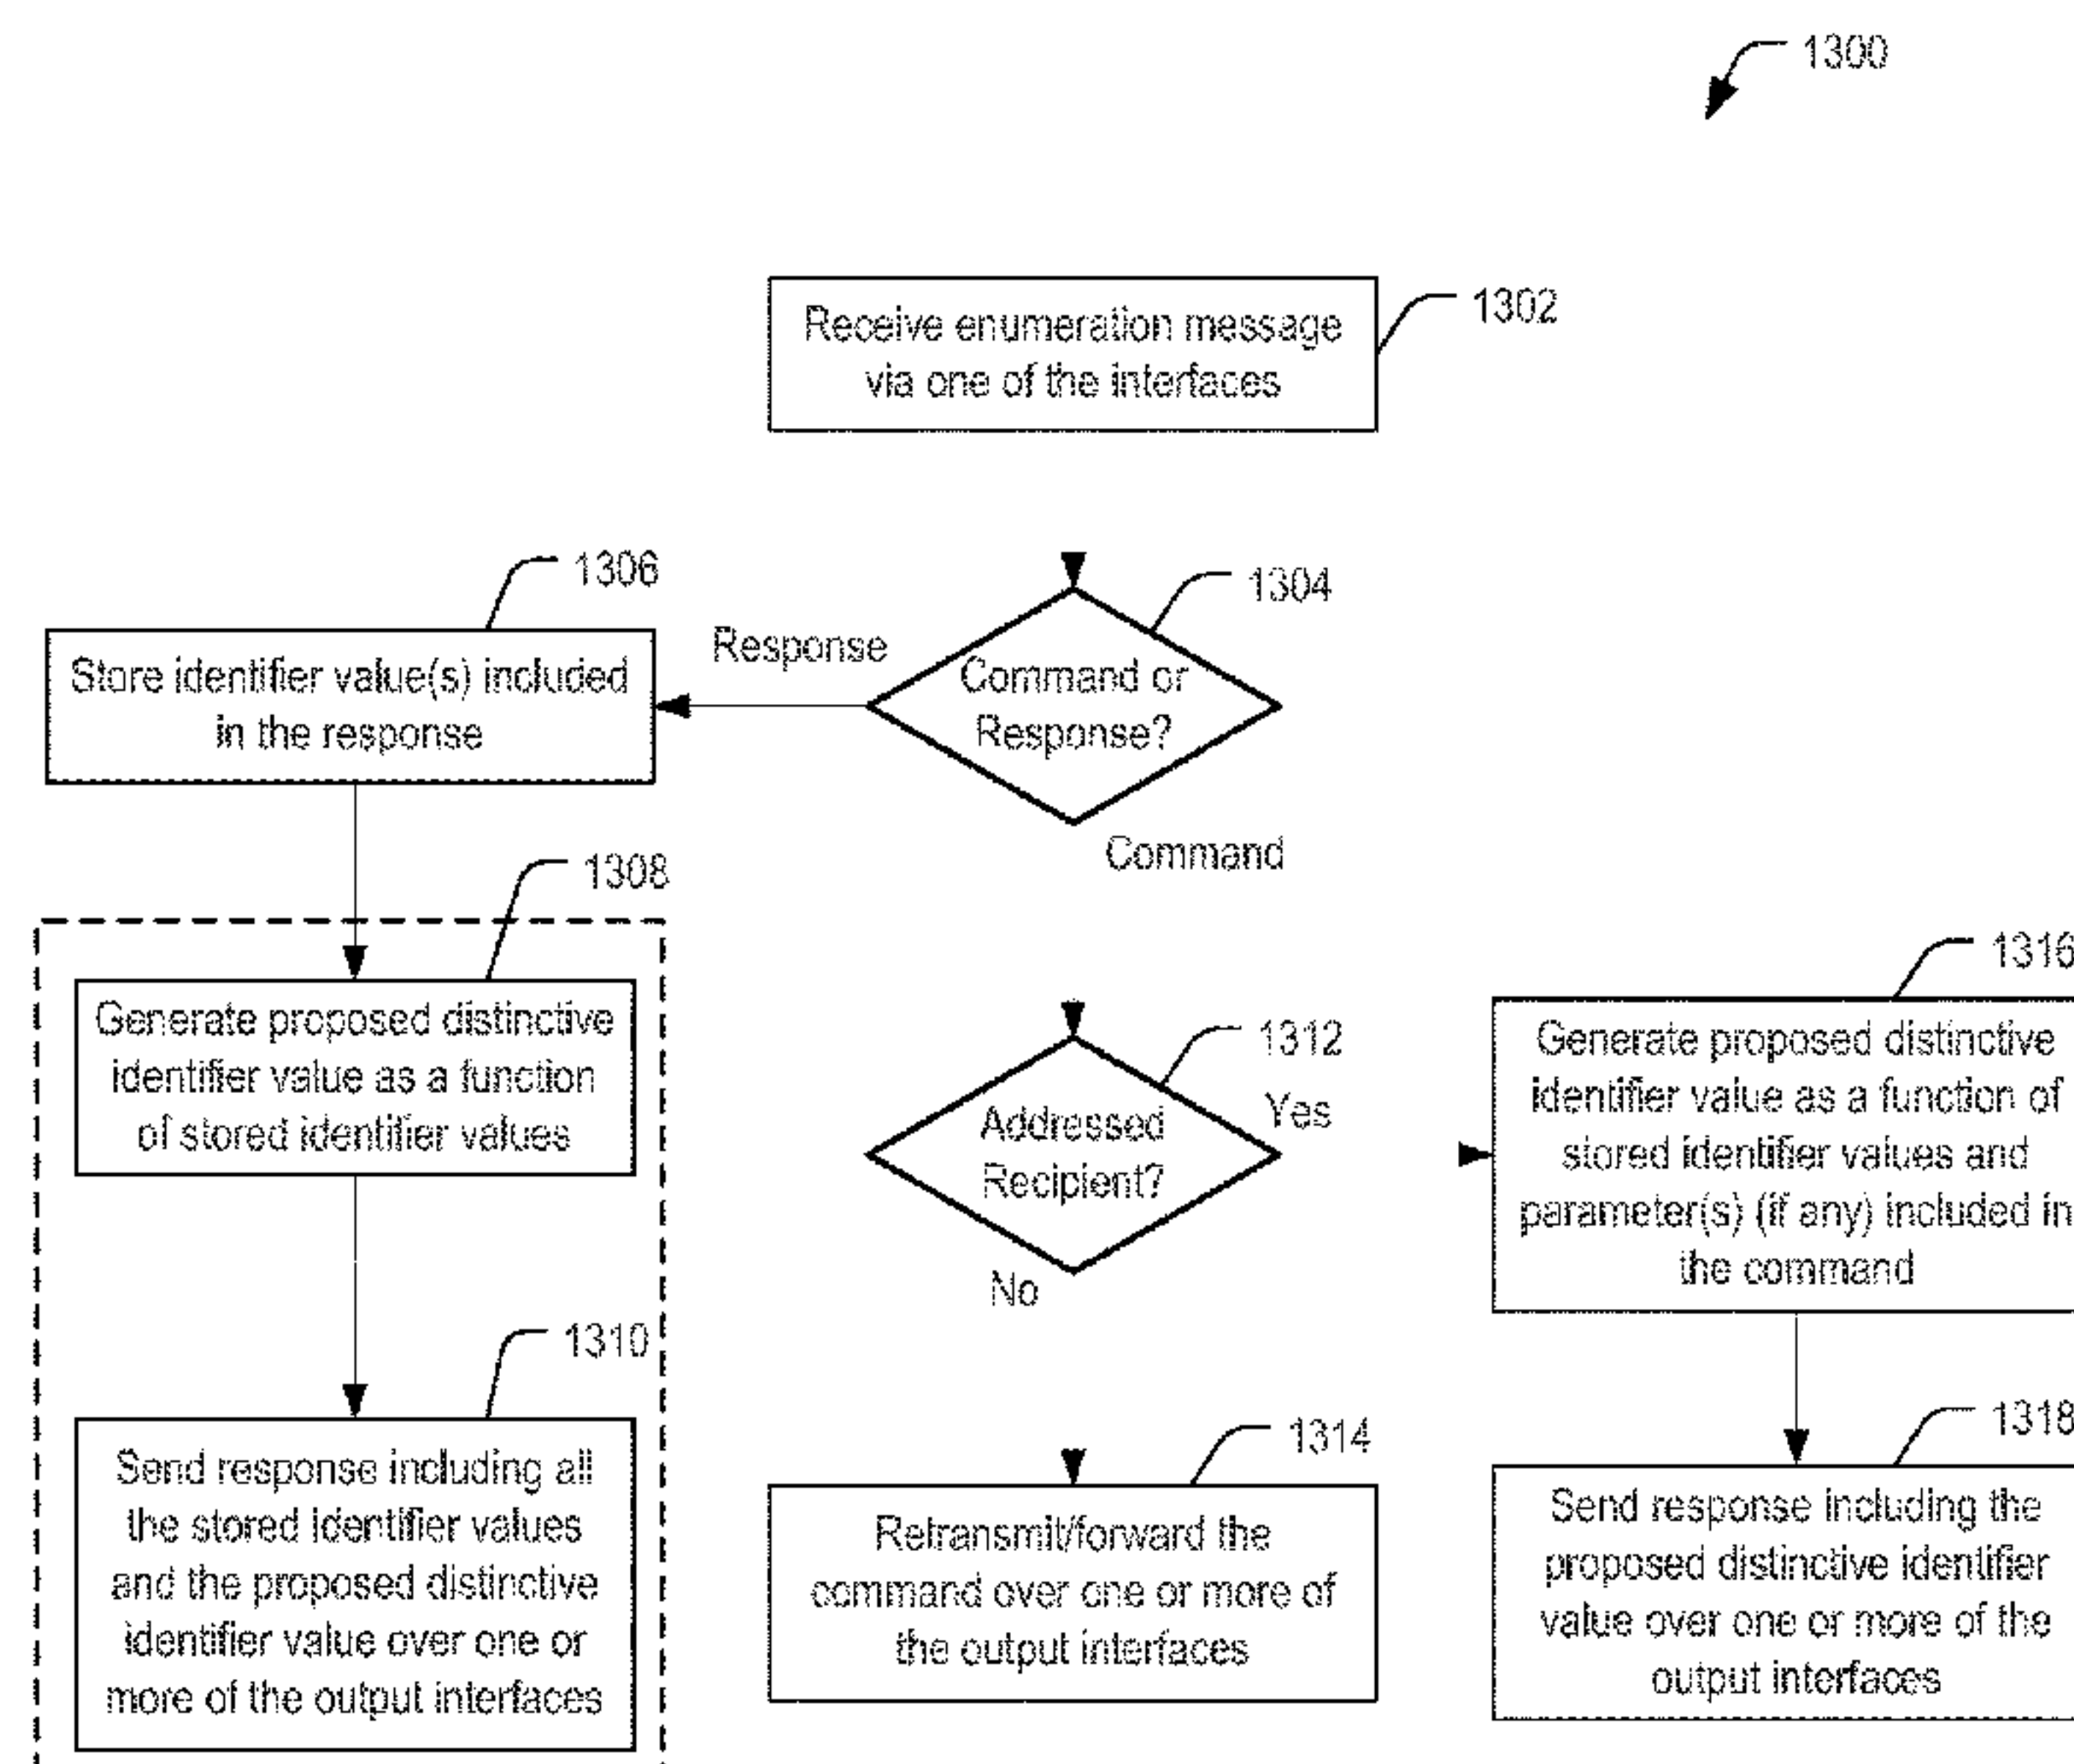 1300
Receive enumeration message
via one of the interfaces
1302
1306
Store identifier value(s) included
in the response
Response
1304
Command or
Response?
Command
1308
Generate proposed distinctive
identifier value as a function
of stored identifier values
1312
Addressed
Recipient?
Yes
No
1316
Generate proposed distinctive
identifier value as a function of
stored identifier values and
parameter(s) (if any) included in
the command
1310
Send response including all
the stored identifier values
and the proposed distinctive
identifier value over one or
more of the output interfaces
1314
Retransmit/forward the
command over one or more of
the output interfaces
1318
Send response including the
proposed distinctive identifier
value over one or more of the
output interfaces